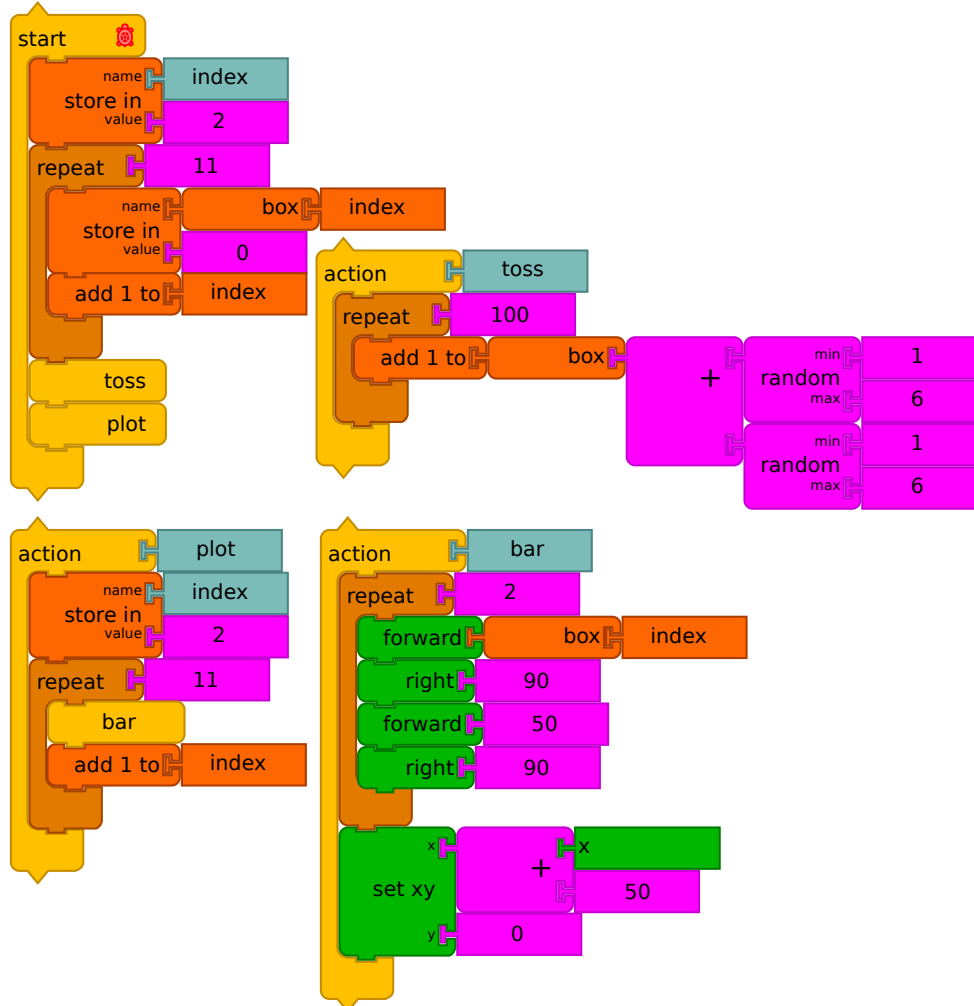 start
name index
store in
value 2
repeat 11
name box index
store in
value 0
add 1 to index
toss
plot
action toss
repeat 100
add 1 to box + random min 1
max 6
random min 1
max 6
action plot
name index
store in
value 2
repeat 11
bar
add 1 to index
action bar
repeat 2
forward box index
right 90
forward 50
right 90
set xy
x + x
50
y 0